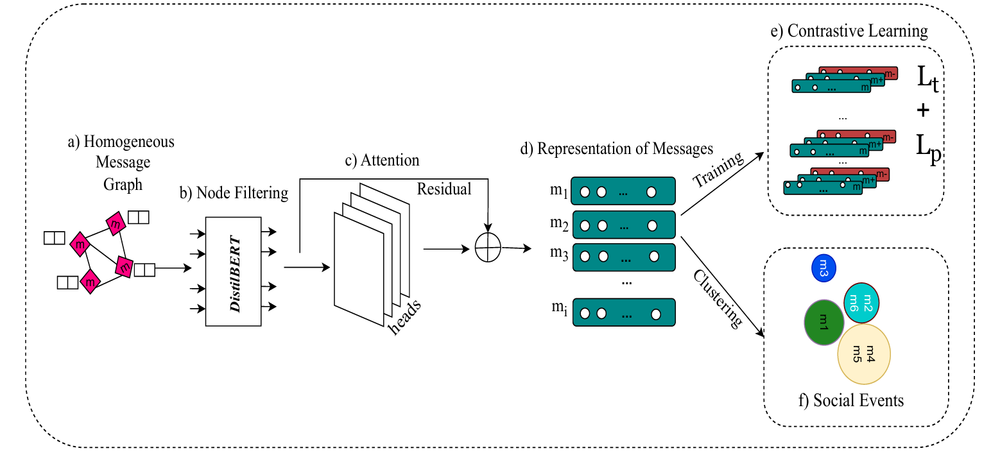 a) Homogeneous
Message
Graph
m
m
m
m
b) Node Filtering
DistilBERT
c) Attention
Residual
heads
d) Representation of Messages
m1
...
m2
...
m3
...
...
mi
...
Training
Clustering
e) Contrastive Learning
m-
m+
... m
...
m-
m+
... m
...
m-
m+
... m
Lt
+
Lp
m3
m2
m6
m1
m4
m5
f) Social Events